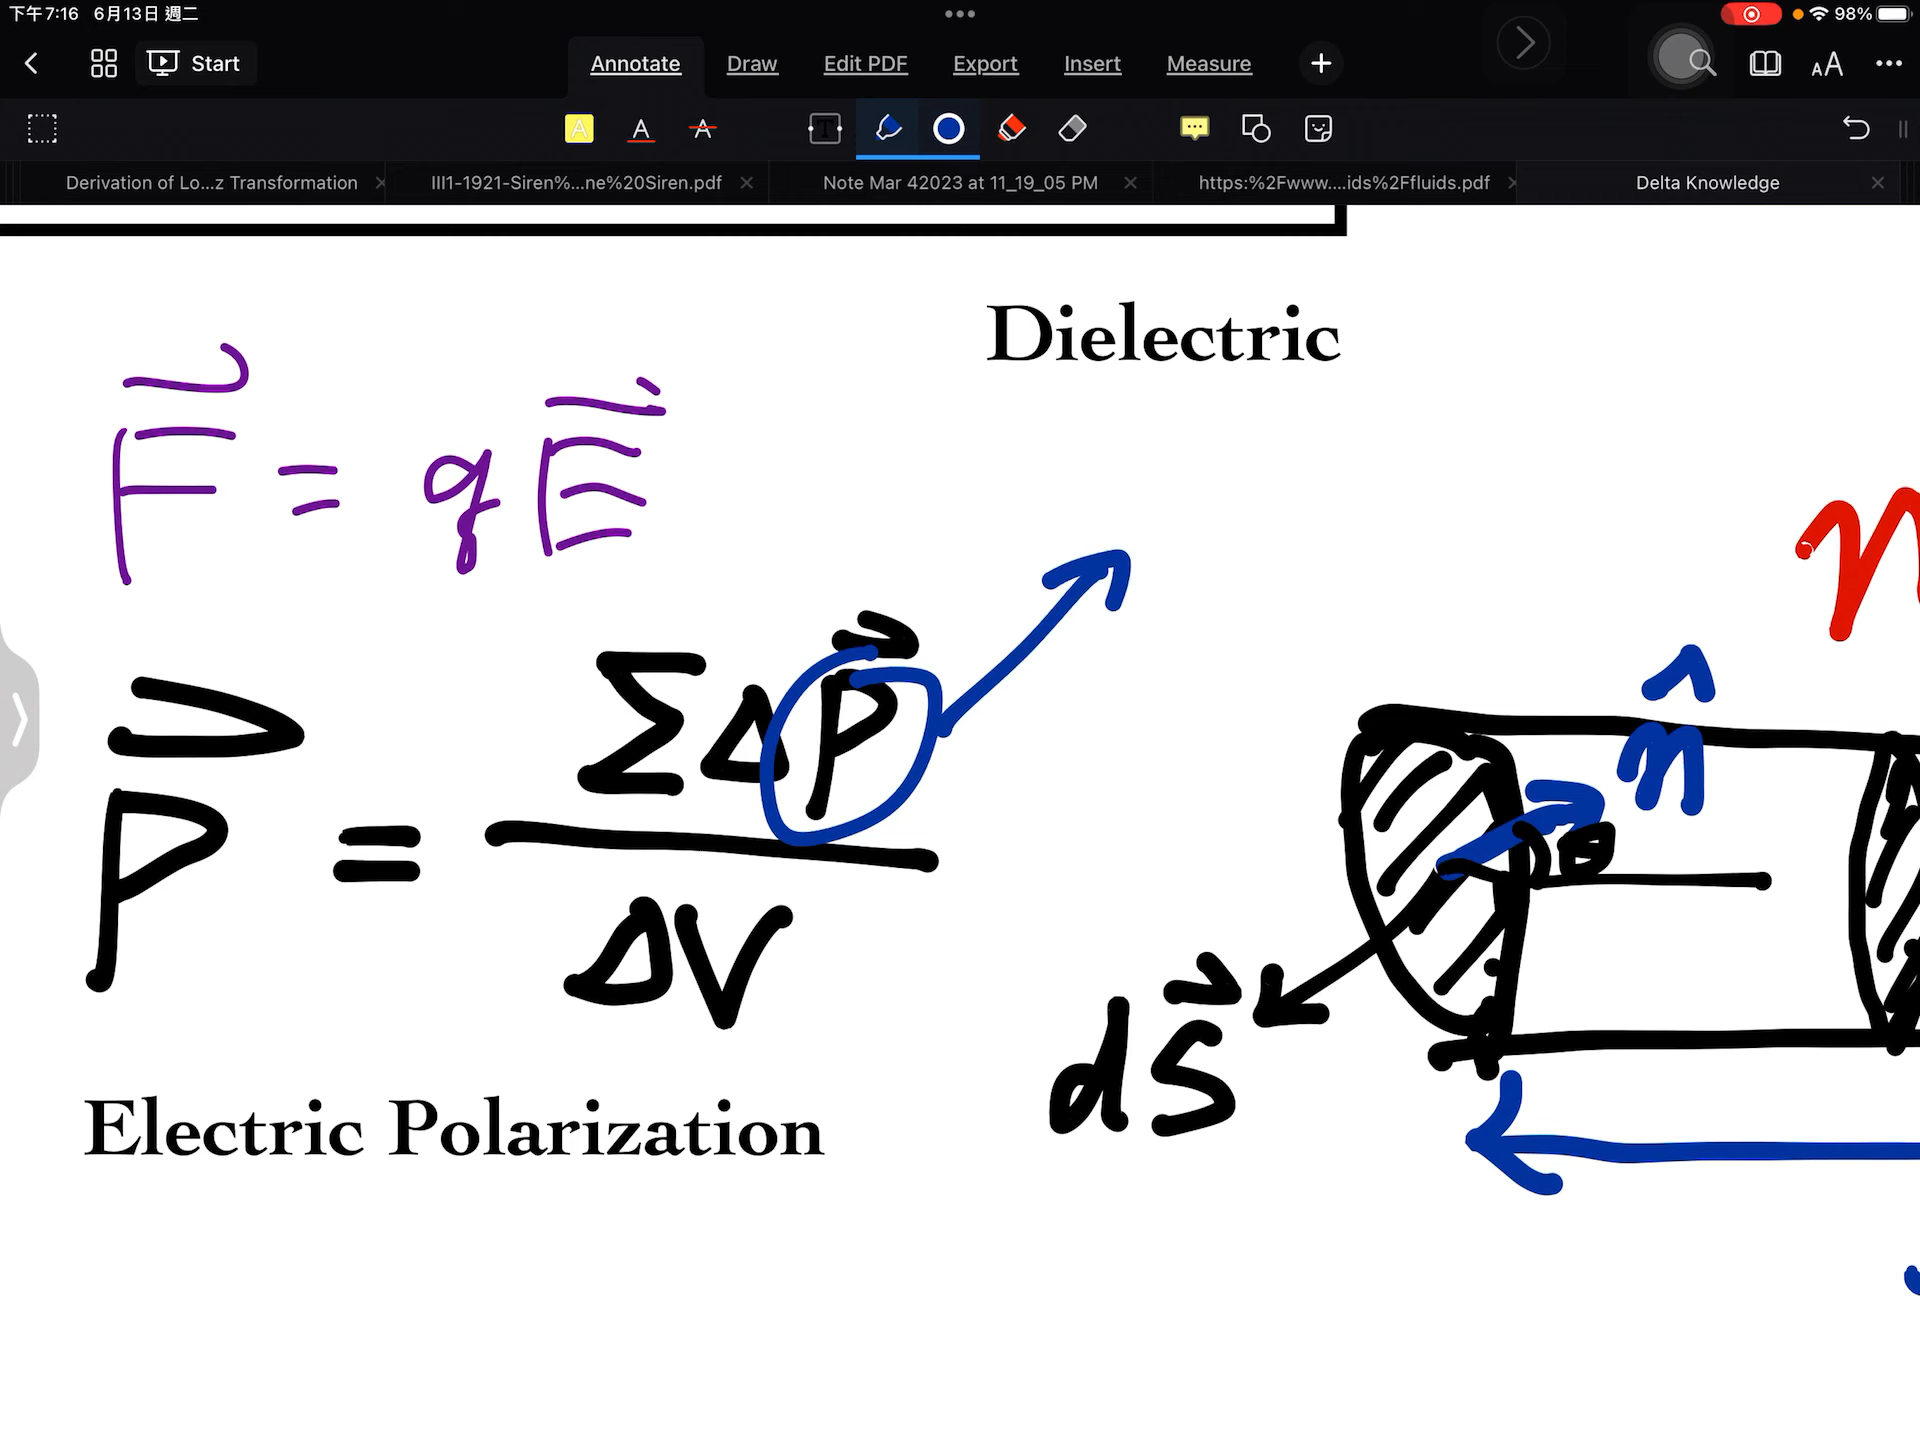 下午7:16 6月13日 週二
98%
Start
Annotate Draw Edit PDF Export Insert Measure
AA
A A A T
Derivation of Lo...z Transformation
III1-1921-Siren%...ne%20Siren.pdf
Note Mar 42023 at 11_19_05 PM
https:%2Fwww....ids%2Ffluids.pdf
Delta Knowledge
Dielectric
F⃗ = qE⃗
n
P⃗ = ΣΔp⃗ / ΔV
n̂
θ
dS⃗
Electric Polarization